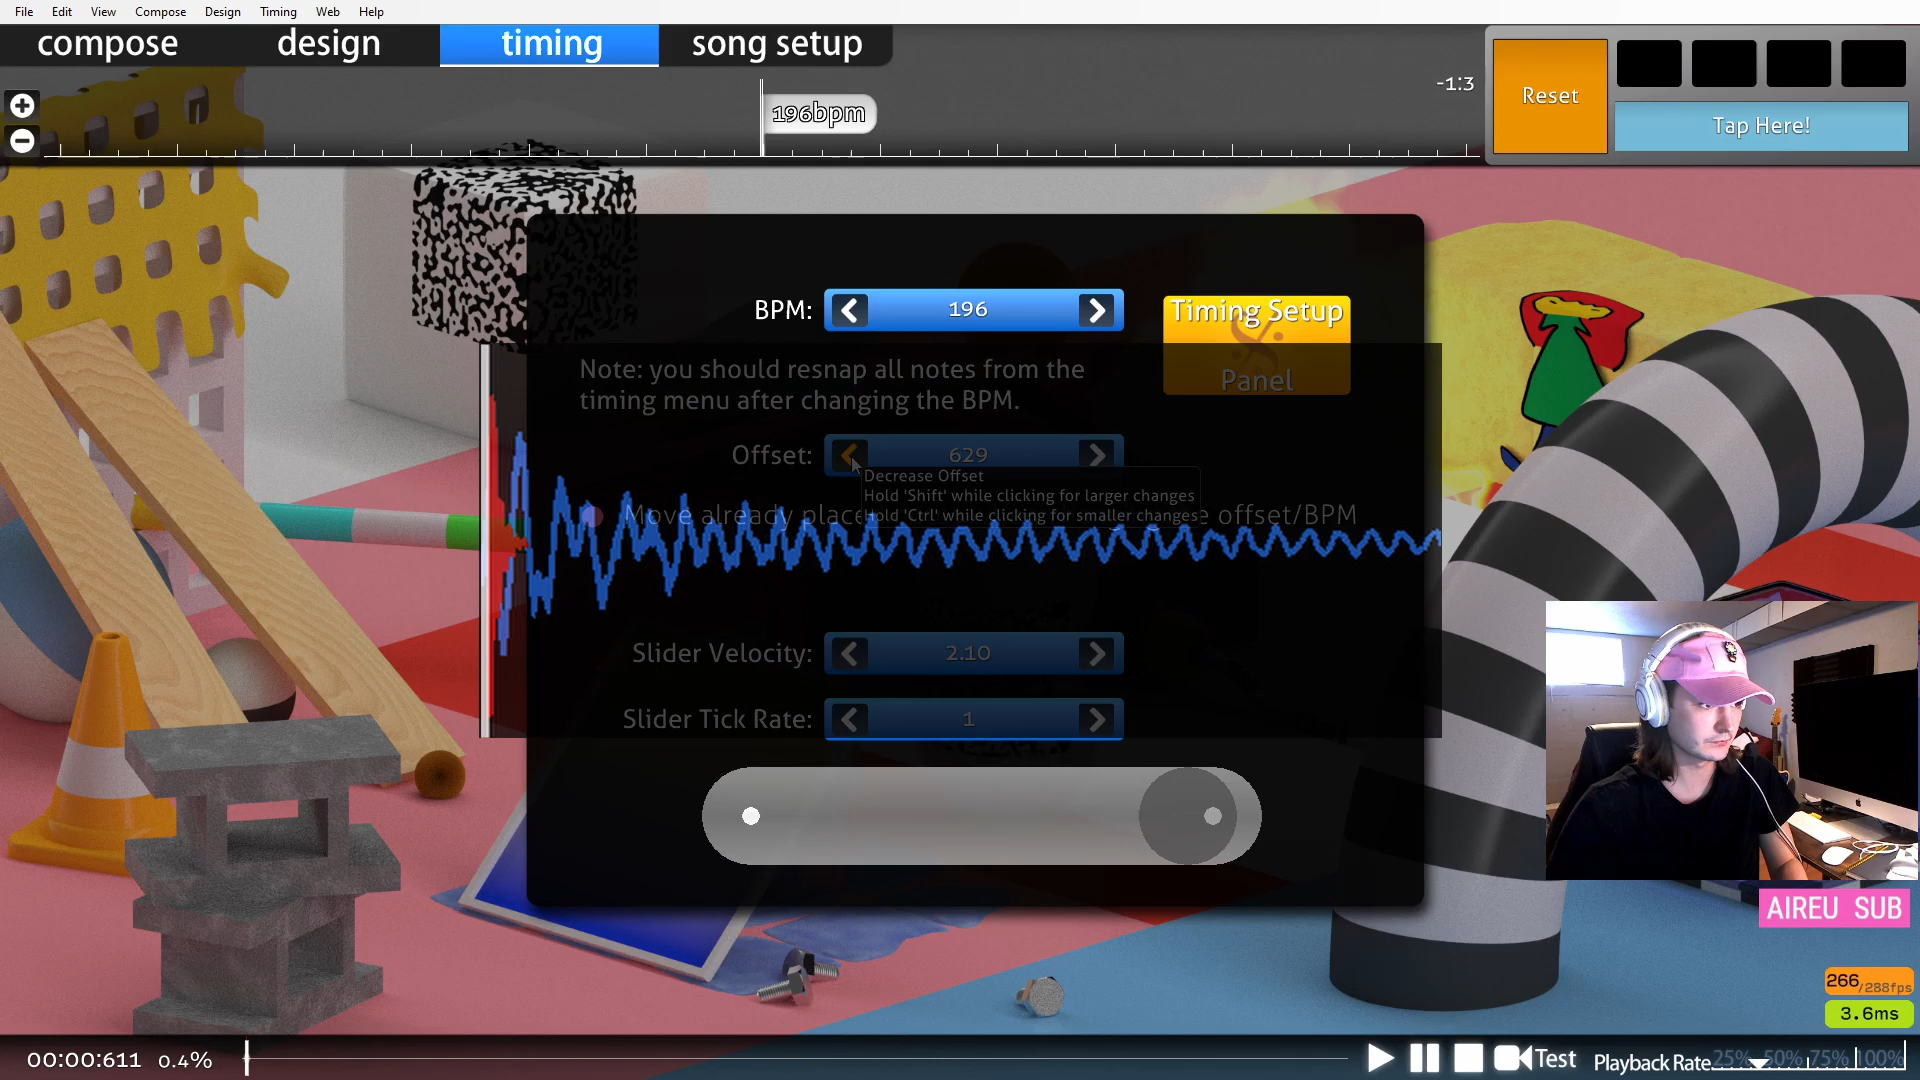 File Edit View Compose Design Timing Web Help
compose design timing song setup
-1:3
Reset
196bpm
Tap Here!
BPM: 196
Timing Setup
Panel
Note: you should resnap all notes from the
timing menu after changing the BPM.
Offset: 629
Decrease Offset
Hold 'Shift' while clicking for larger changes
Hold 'Ctrl' while clicking for smaller changes
Move already offset/BPM
Slider Velocity: 2.10
Slider Tick Rate: 1
AIREU SUB
266/288fps
3.6ms
00:00:611 0.4%
Test Playback Rate 25% 50% 75% 100%